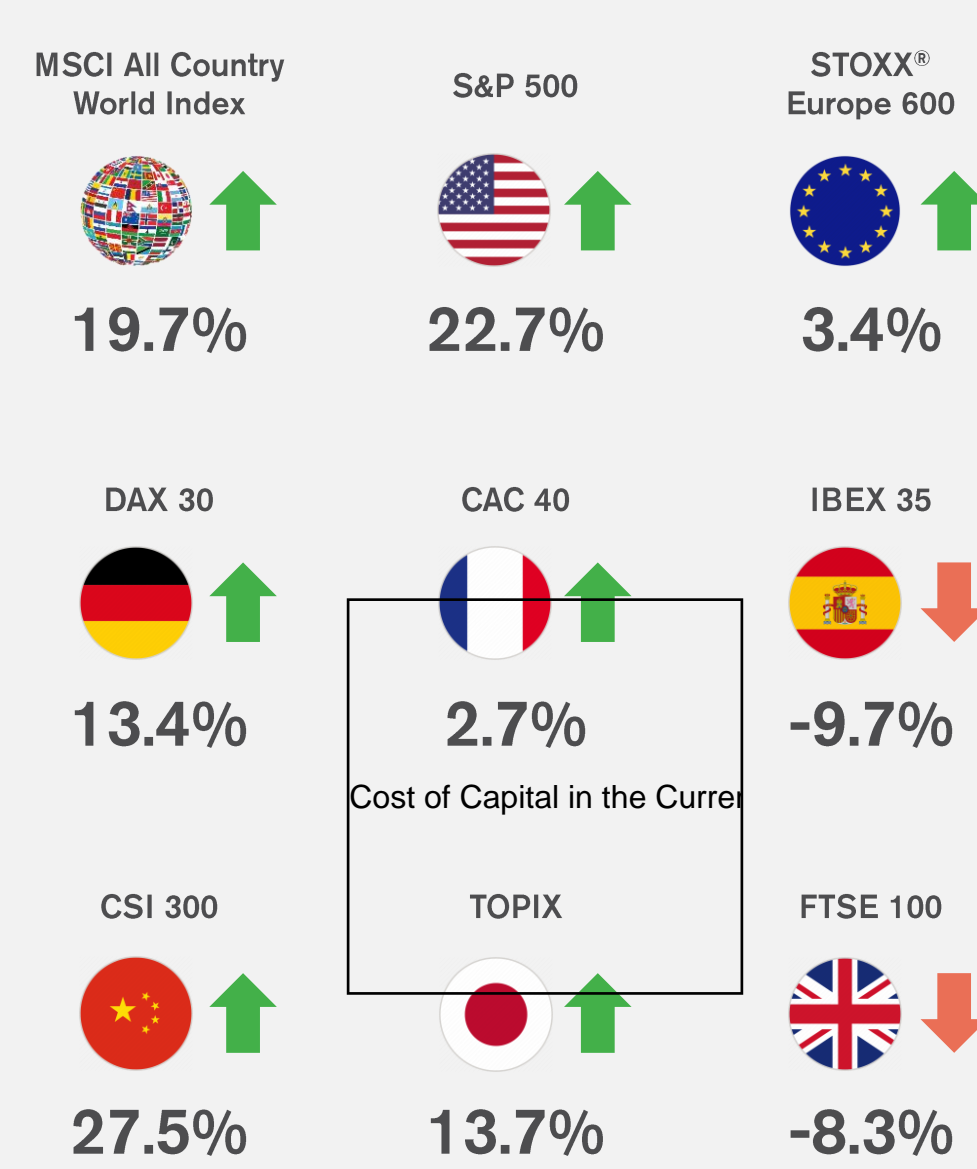 MSCI All Country
World Index
S&P 500
STOXX®
Europe 600
19.7%
22.7%
3.4%
DAX 30
CAC 40
IBEX 35
13.4%
2.7%
-9.7%
Cost of Capital in the
CSI 300
TOPIX
FTSE 100
27.5%
13.7%
-8.3%